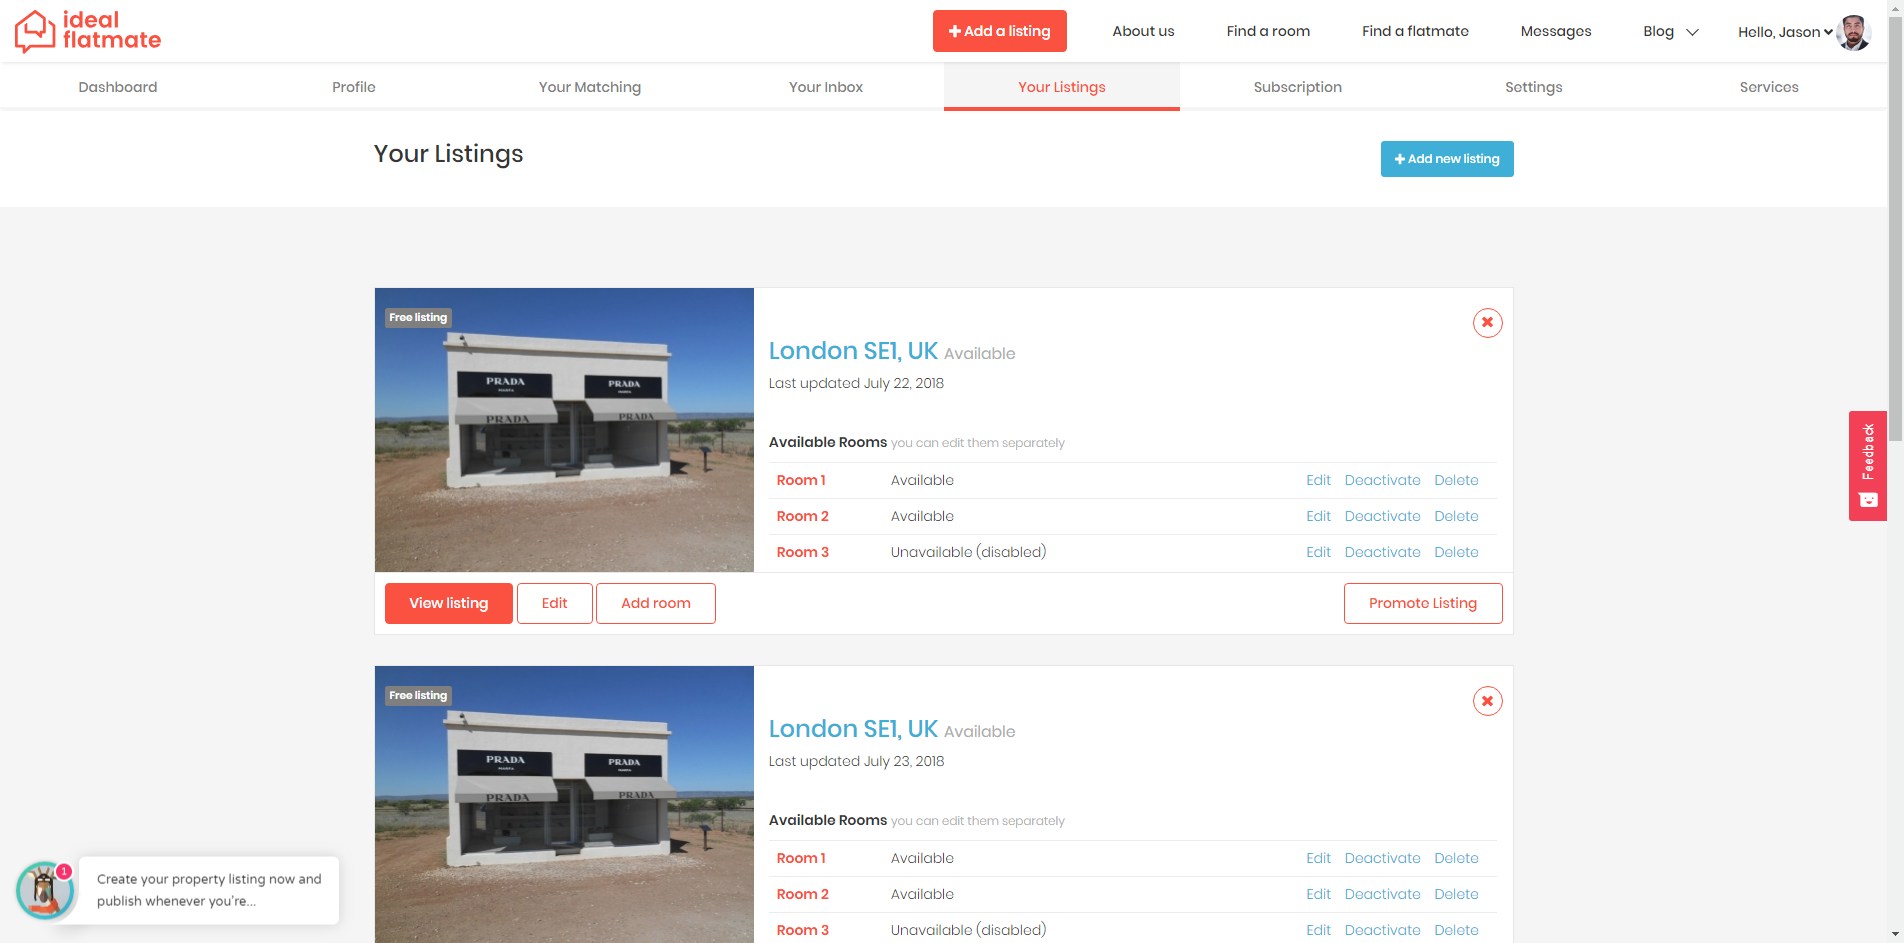 ideal
flatmate
Add a listing
About us
Find a room
Find a flatmate
Messages
Blog
Hello, Jason
Dashboard
Profile
Your Matching
Your Inbox
Your Listings
Subscription
Settings
Services
Your Listings
Add new listing
Free listing
PRADA
PRADA
PRADA
PRADA
London SE1, UK Available
Last updated July 22, 2018
Available Rooms you can edit them separately
Room 1 Available Edit Deactivate Delete
Room 2 Available Edit Deactivate Delete
Room 3 Unavailable (disabled) Edit Deactivate Delete
View listing
Edit
Add room
Promote Listing
Feedback
Free listing
PRADA
PRADA
PRADA
PRADA
London SE1, UK Available
Last updated July 23, 2018
Available Rooms you can edit them separately
Room 1 Available Edit Deactivate Delete
Room 2 Available Edit Deactivate Delete
Room 3 Unavailable (disabled) Edit Deactivate Delete
1
Create your property listing now and
publish whenever you're...